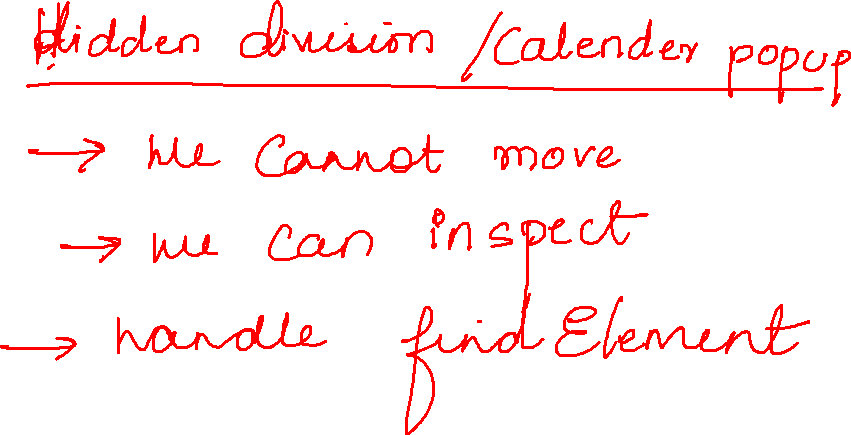 Hidden division / Calender popup
→ We Cannot move
→ we can inspect
→ handle findElement